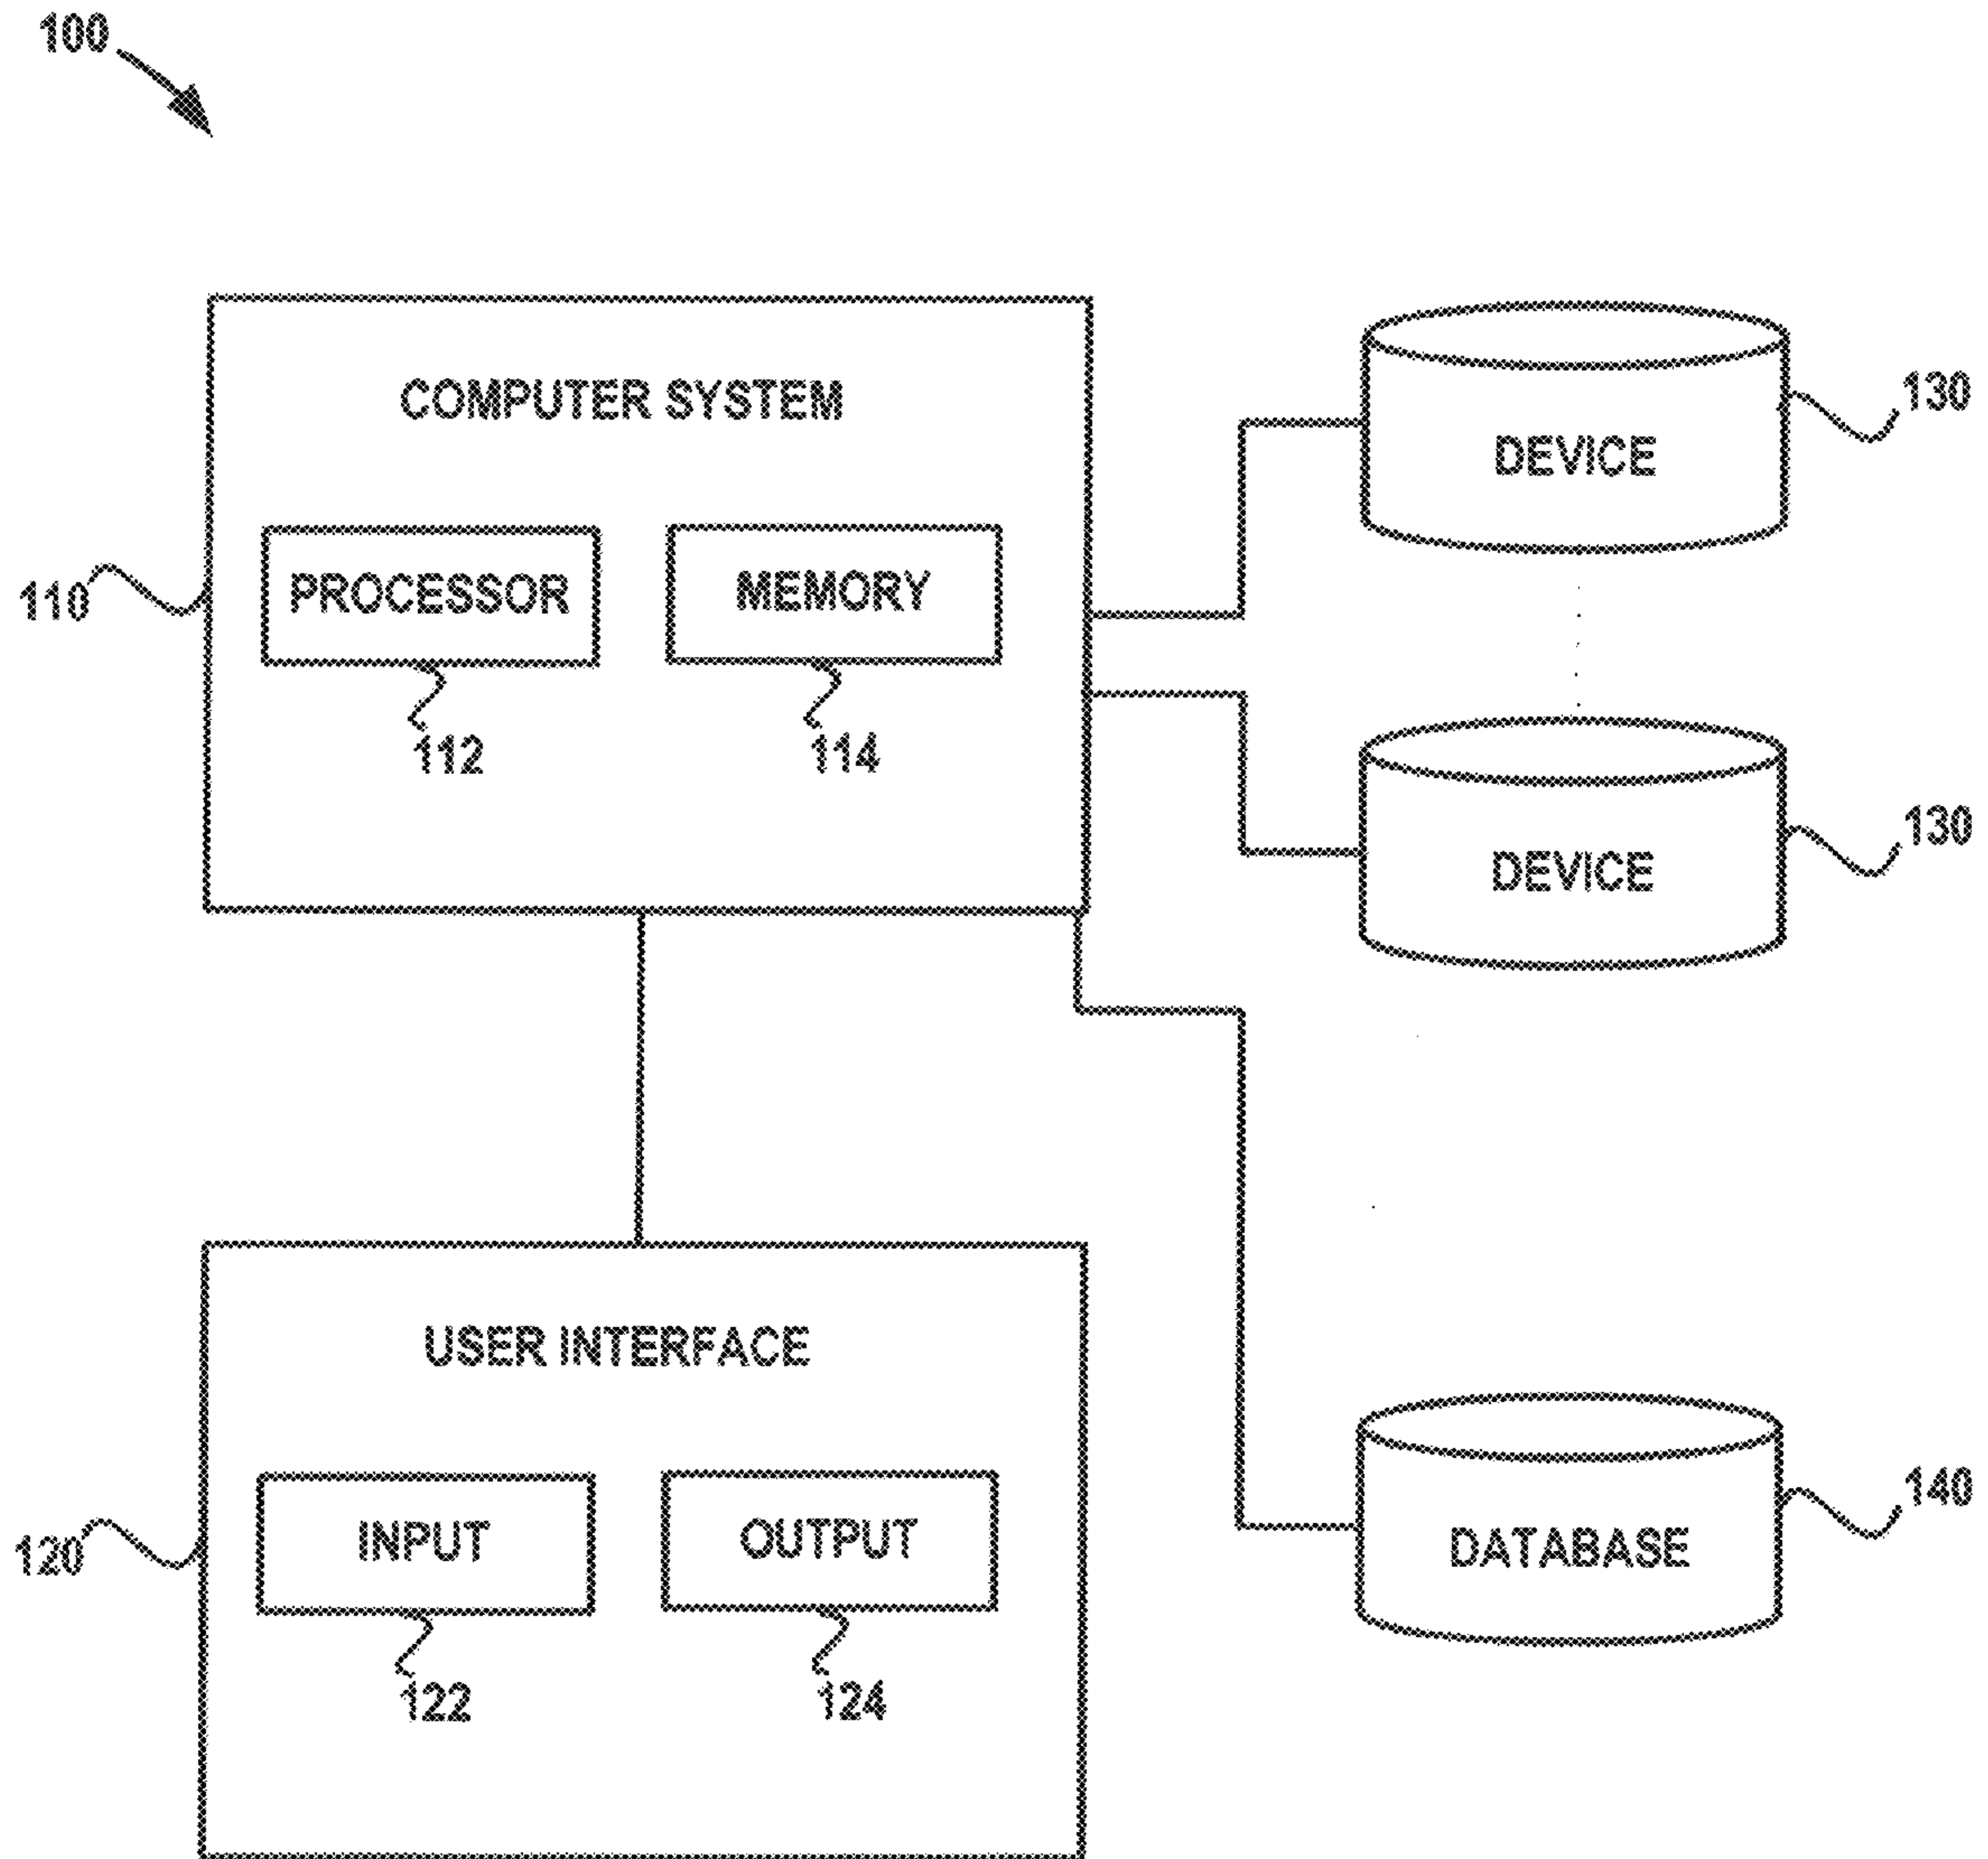 100
COMPUTER SYSTEM
110
PROCESSOR
112
MEMORY
114
DEVICE
130
DEVICE
130
USER INTERFACE
120
INPUT
122
OUTPUT
124
DATABASE
140